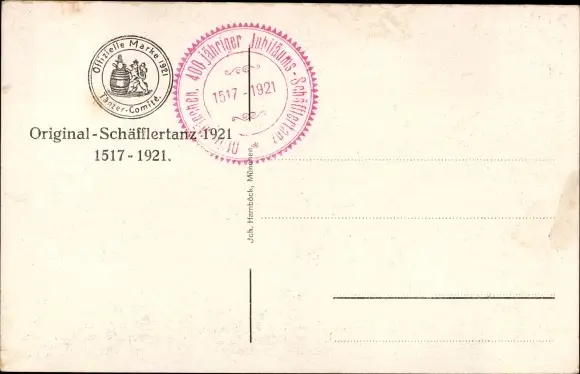 Offizielle Marke 1921
Tänzer-Comité.
400 jähriger Jubiläums-Schäfflertanz
1517-1921
Original-Schäfflertanz 1921
1517-1921.
Joh. Hamböck, München.